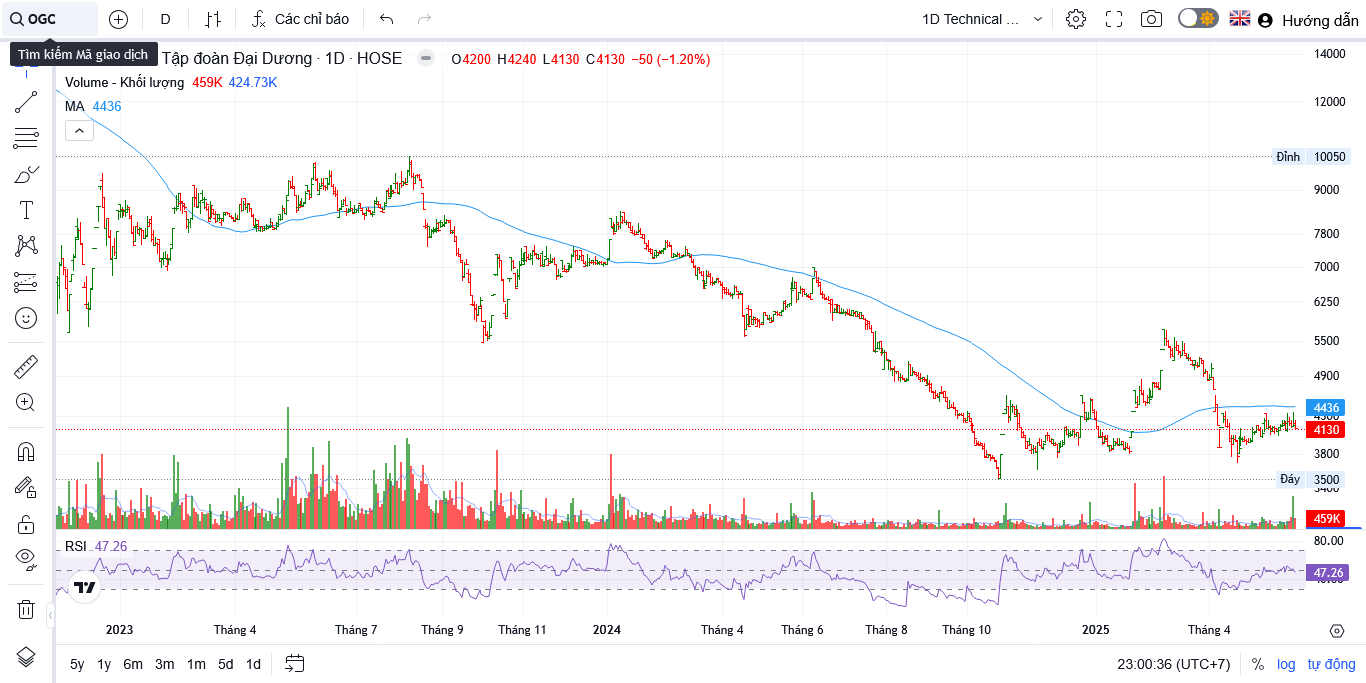 OGC
D
Các chỉ báo
1D Technical ...
Hướng dẫn
Tìm kiếm Mã giao dịch
Tập đoàn Đại Dương · 1D · HOSE
O4200 H4240 L4130 C4130 −50 (−1.20%)
Volume - Khối lượng 459K 424.73K
MA 4436
14000
12000
Đỉnh 10050
9000
7800
7000
6250
5500
4900
4436
4300
4130
3800
Đáy 3500
3400
459K
RSI 47.26
80.00
47.26
2023
Tháng 4
Tháng 7
Tháng 9
Tháng 11
2024
Tháng 4
Tháng 6
Tháng 8
Tháng 10
2025
Tháng 4
5y 1y 6m 3m 1m 5d 1d
23:00:36 (UTC+7)
% log tự động